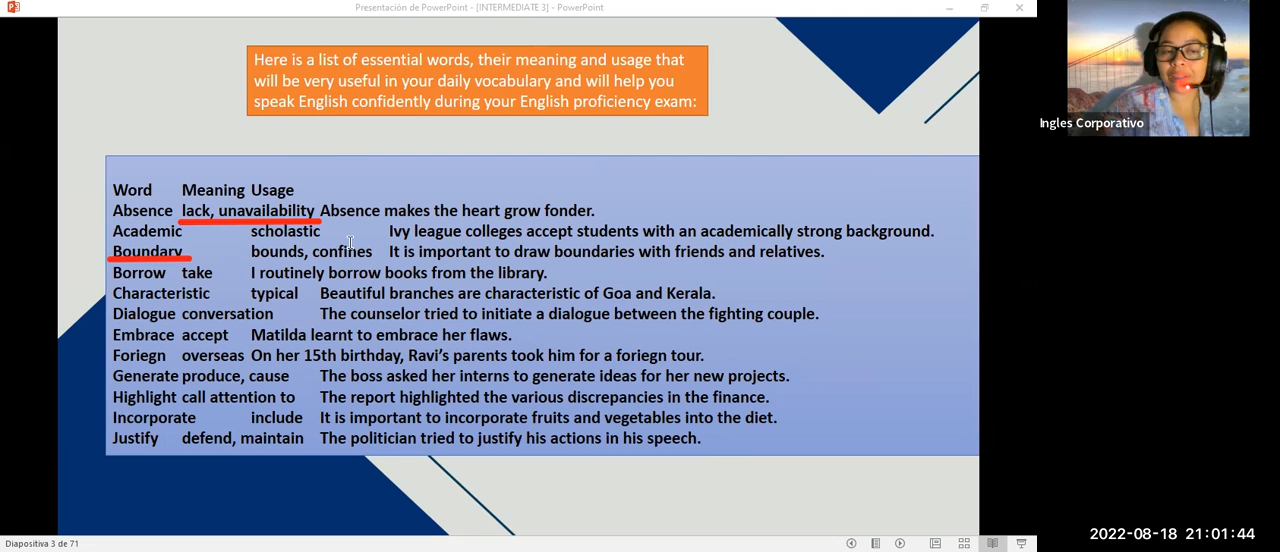 Presentación de PowerPoint - [INTERMEDIATE 3] - PowerPoint
Here is a list of essential words, their meaning and usage that
will be very useful in your daily vocabulary and will help you
speak English confidently during your English proficiency exam:
Ingles Corporativo
Word Meaning Usage
Absence lack, unavailability Absence makes the heart grow fonder.
Academic scholastic Ivy league colleges accept students with an academically strong background.
Boundary bounds, confines It is important to draw boundaries with friends and relatives.
Borrow take I routinely borrow books from the library.
Characteristic typical Beautiful branches are characteristic of Goa and Kerala.
Dialogue conversation The counselor tried to initiate a dialogue between the fighting couple.
Embrace accept Matilda learnt to embrace her flaws.
Foriegn overseas On her 15th birthday, Ravi's parents took him for a foriegn tour.
Generate produce, cause The boss asked her interns to generate ideas for her new projects.
Highlight call attention to The report highlighted the various discrepancies in the finance.
Incorporate include It is important to incorporate fruits and vegetables into the diet.
Justify defend, maintain The politician tried to justify his actions in his speech.
Diapositiva 3 de 71
2022-08-18 21:01:44